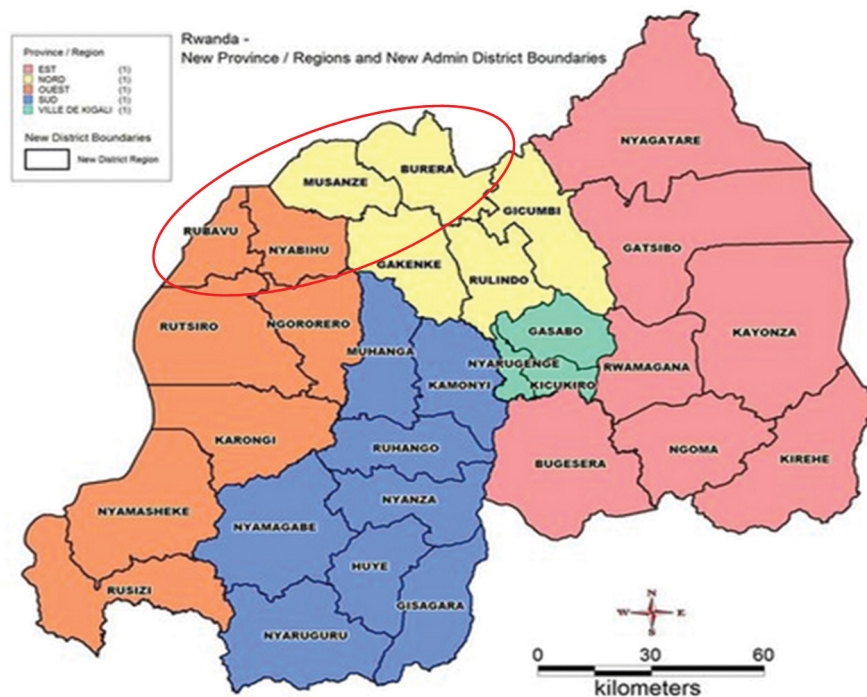 Rwanda -
New Province / Regions and New Admin District Boundaries
Province / Region
EST (1)
NORD (1)
OUEST (1)
SUD (1)
VILLE DE KIGALI (1)
New District Boundaries
New District Region
NYAGATARE
BURERA
MUSANZE
GICUMBI
RUBAVU
NYABIHU
GATSIBO
GAKENKE
RULINDO
RUTSIRO
NGORORERO
GASABO
KAYONZA
MUHANGA
NYARUGENGE
RWAMAGANA
KAMONYI
KICUKIRO
KARONGI
RUHANGO
BUGESERA
NGOMA
KIREHE
NYAMASHEKE
NYANZA
NYAMAGABE
HUYE
RUSIZI
GISAGARA
NYARUGURU
N
W E
S
0 30 60
kilometers